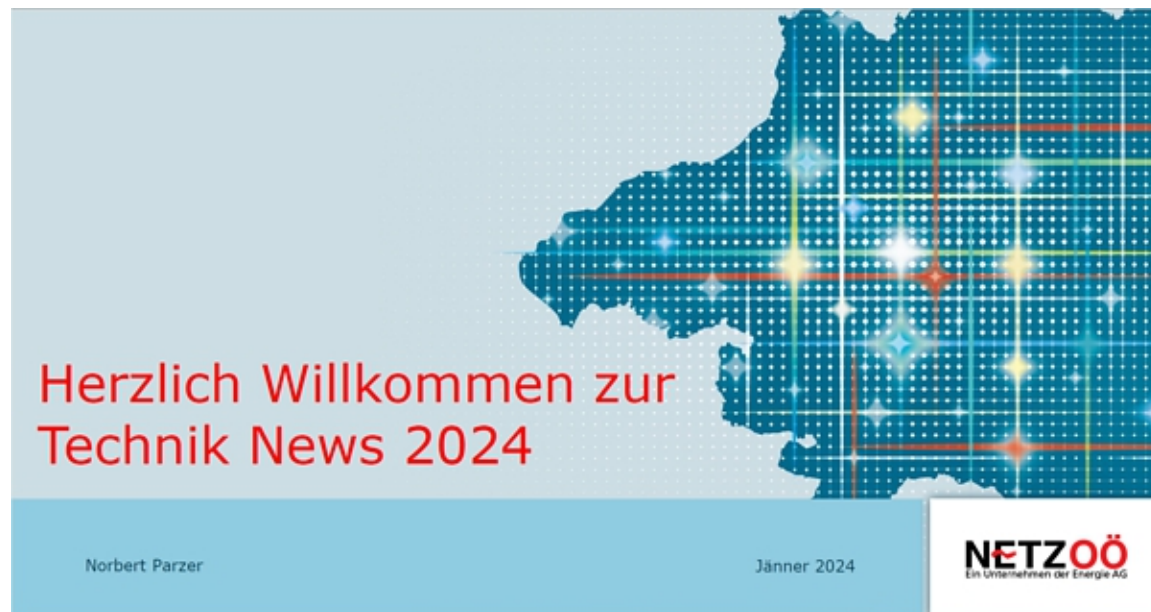 Herzlich Willkommen zur
Technik News 2024
Norbert Parzer
Jänner 2024
NETZOÖ
Ein Unternehmen der Energie AG